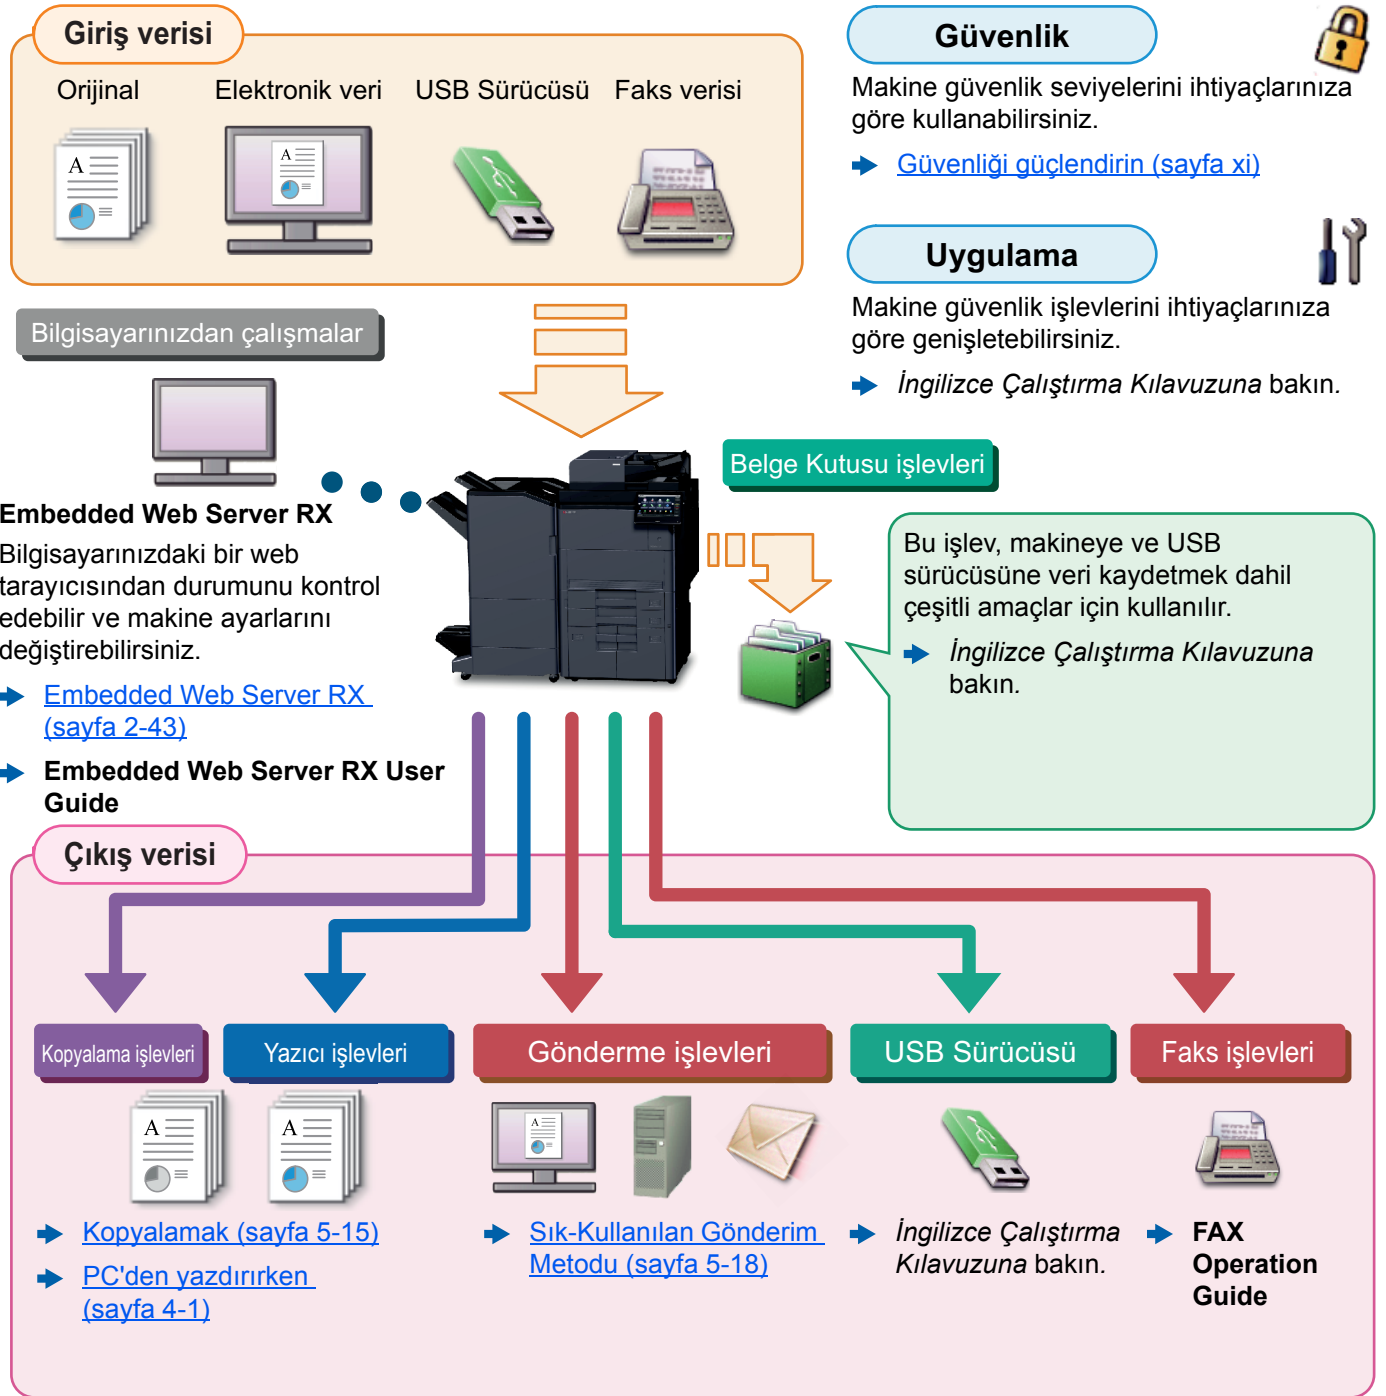 Giriş verisi
Orijinal
Elektronik veri
USB Sürücüsü
Faks verisi
Güvenlik
Makine güvenlik seviyelerini ihtiyaçlarınıza
göre kullanabilirsiniz.
Güvenliği güçlendirin (sayfa xi)
Uygulama
Makine güvenlik işlevlerini ihtiyaçlarınıza
göre genişletebilirsiniz.
İngilizce Çalıştırma Kılavuzuna bakın.
Bilgisayarınızdan çalışmalar
Embedded Web Server RX
Bilgisayarınızdaki bir web
tarayıcısından durumunu kontrol
edebilir ve makine ayarlarını
değiştirebilirsiniz.
Embedded Web Server RX
(sayfa 2-43)
Embedded Web Server RX User
Guide
Belge Kutusu işlevleri
Bu işlev, makineye ve USB
sürücüsüne veri kaydetmek dahil
çeşitli amaçlar için kullanılır.
İngilizce Çalıştırma Kılavuzuna
bakın.
Çıkış verisi
Kopyalama işlevleri
Yazıcı işlevleri
Gönderme işlevleri
USB Sürücüsü
Faks işlevleri
Kopyalamak (sayfa 5-15)
PC'den yazdırırken
(sayfa 4-1)
Sık-Kullanılan Gönderim
Metodu (sayfa 5-18)
İngilizce Çalıştırma
Kılavuzuna bakın.
FAX
Operation
Guide